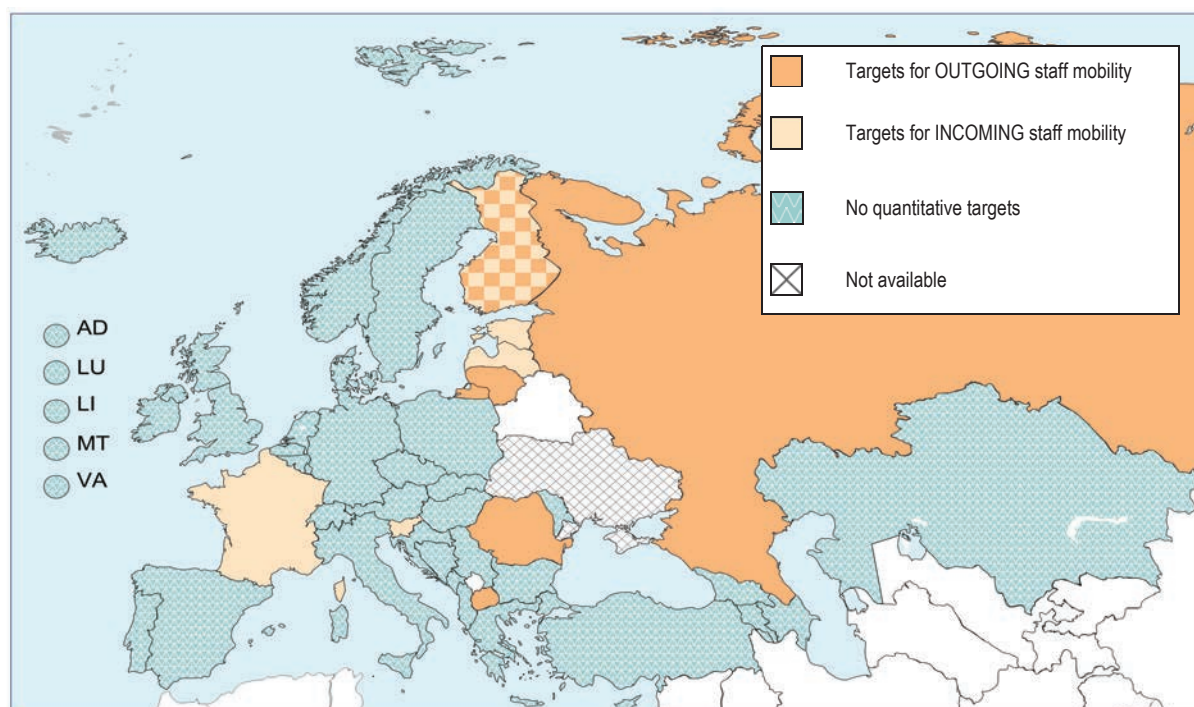 Targets for OUTGOING staff mobility
Targets for INCOMING staff mobility
No quantitative targets
Not available
AD
LU
LI
MT
VA